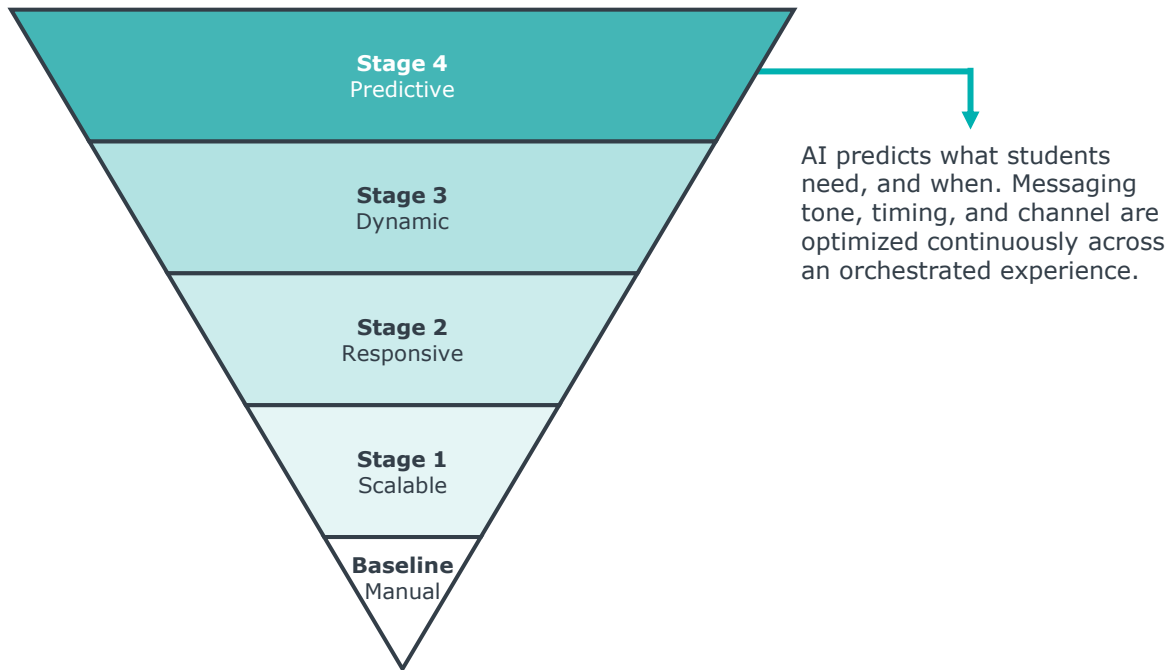 Stage 4
Predictive
AI predicts what students
need, and when. Messaging
tone, timing, and channel are
optimized continuously across
an orchestrated experience.
Stage 3
Dynamic
Stage 2
Responsive
Stage 1
Scalable
Baseline
Manual